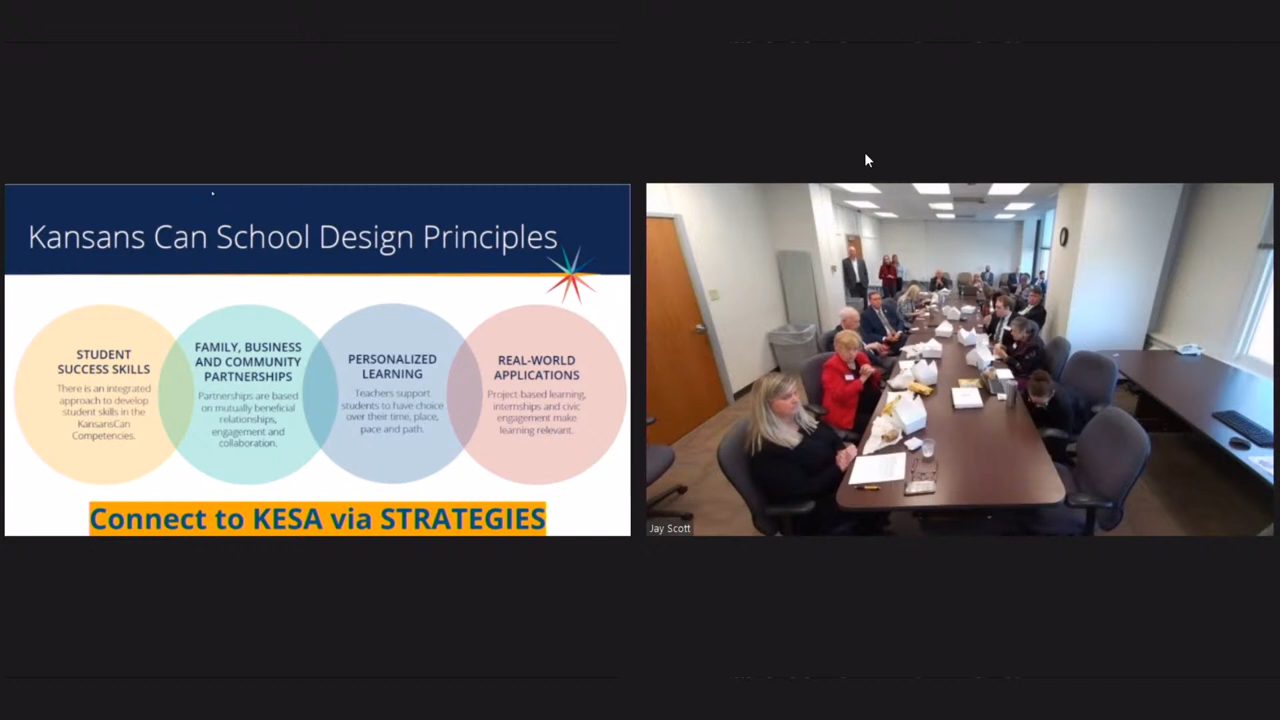 Kansans Can School Design Principles
STUDENT
SUCCESS SKILLS
There is an integrated
approach to develop
student skills in the
KansansCan
Competencies.
FAMILY, BUSINESS
AND COMMUNITY
PARTNERSHIPS
Partnerships are based
on mutually beneficial
relationships,
engagement and
collaboration.
PERSONALIZED
LEARNING
Teachers support
students to have choice
over their time, place,
pace and path.
REAL-WORLD
APPLICATIONS
Project-based learning,
internships and civic
engagement make
learning relevant.
Connect to KESA via STRATEGIES
Jay Scott